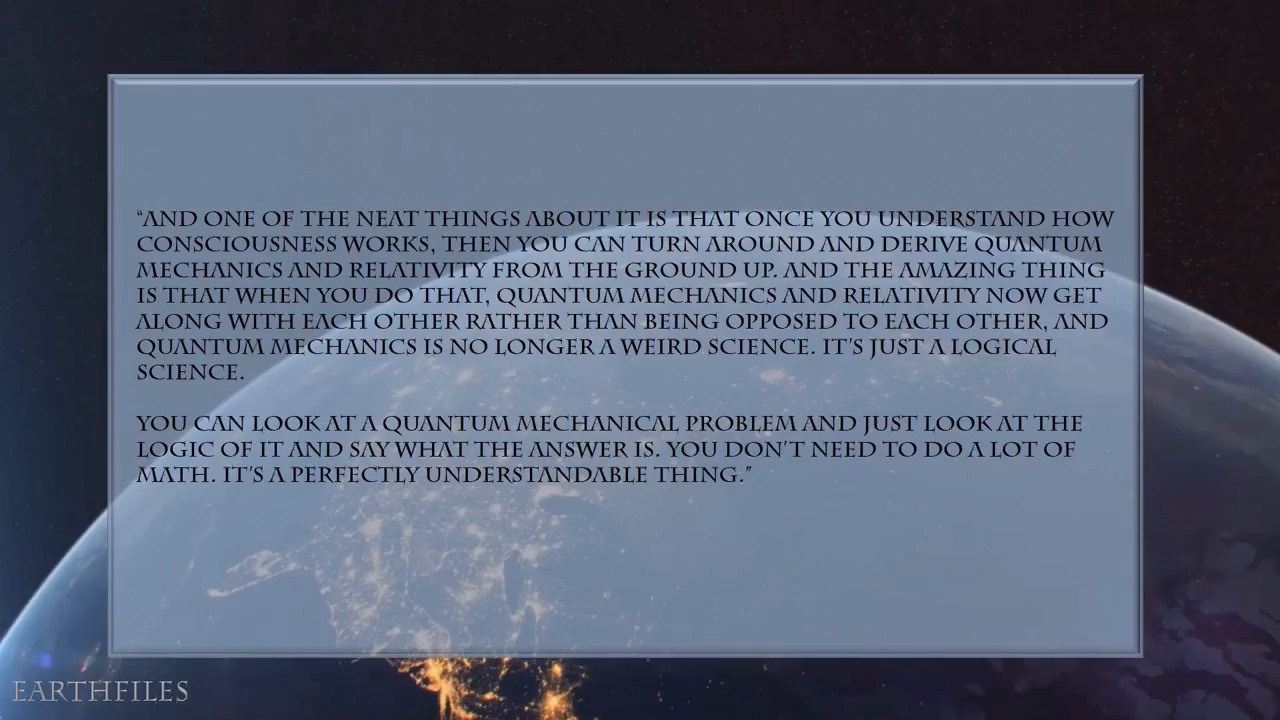 “AND ONE OF THE NEAT THINGS ABOUT IT IS THAT ONCE YOU UNDERSTAND HOW
CONSCIOUSNESS WORKS, THEN YOU CAN TURN AROUND AND DERIVE QUANTUM
MECHANICS AND RELATIVITY FROM THE GROUND UP. AND THE AMAZING THING
IS THAT WHEN YOU DO THAT, QUANTUM MECHANICS AND RELATIVITY NOW GET
ALONG WITH EACH OTHER RATHER THAN BEING OPPOSED TO EACH OTHER, AND
QUANTUM MECHANICS IS NO LONGER A WEIRD SCIENCE. IT’S JUST A LOGICAL
SCIENCE.
YOU CAN LOOK AT A QUANTUM MECHANICAL PROBLEM AND JUST LOOK AT THE
LOGIC OF IT AND SAY WHAT THE ANSWER IS. YOU DON’T NEED TO DO A LOT OF
MATH. IT’S A PERFECTLY UNDERSTANDABLE THING.”
EARTHFILES